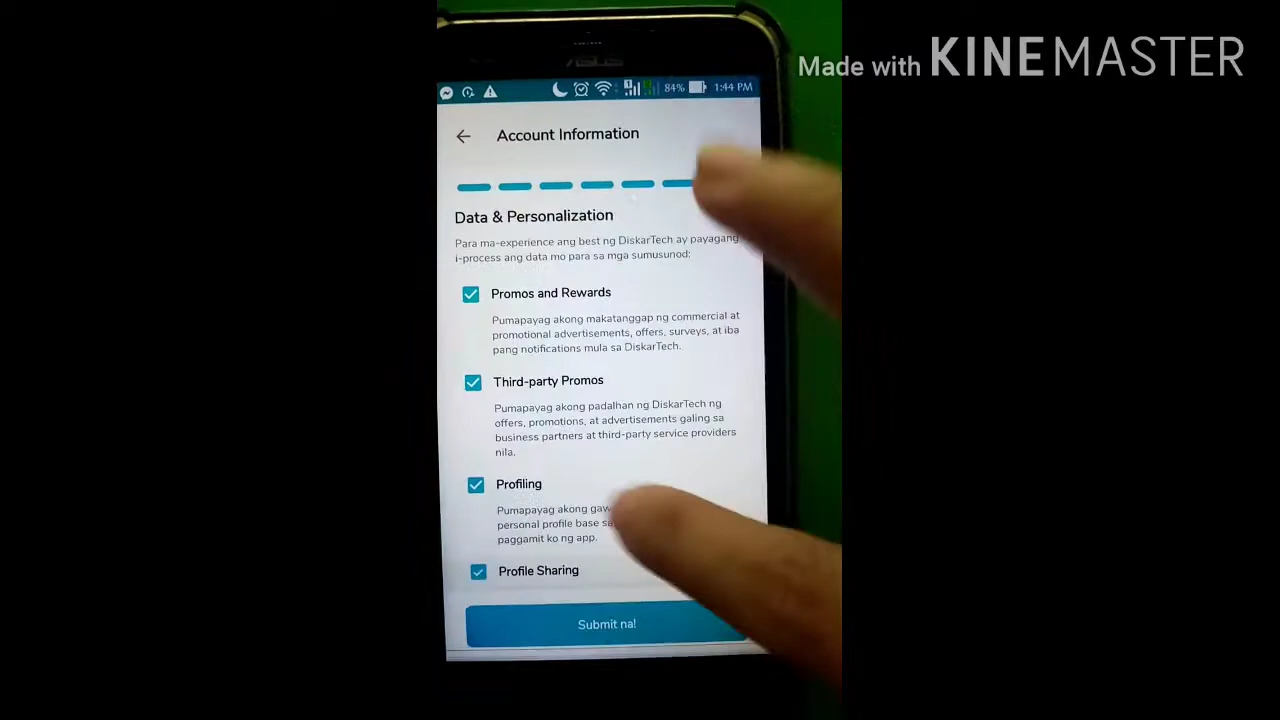 Made with KINEMASTER
ASUS
84% 1:44 PM
Account Information
Data & Personalization
Para ma-experience ang best ng DiskarTech ay payagang
i-process ang data mo para sa mga sumusunod:
Promos and Rewards
Pumapayag akong makatanggap ng commercial at
promotional advertisements, offers, surveys, at iba
pang notifications mula sa DiskarTech.
Third-party Promos
Pumapayag akong padalhan ng DiskarTech ng
offers, promotions, at advertisements galing sa
business partners at third-party service providers
nila.
Profiling
Pumapayag akong
personal profile base
paggamit ko ng app.
Profile Sharing
Submit na!